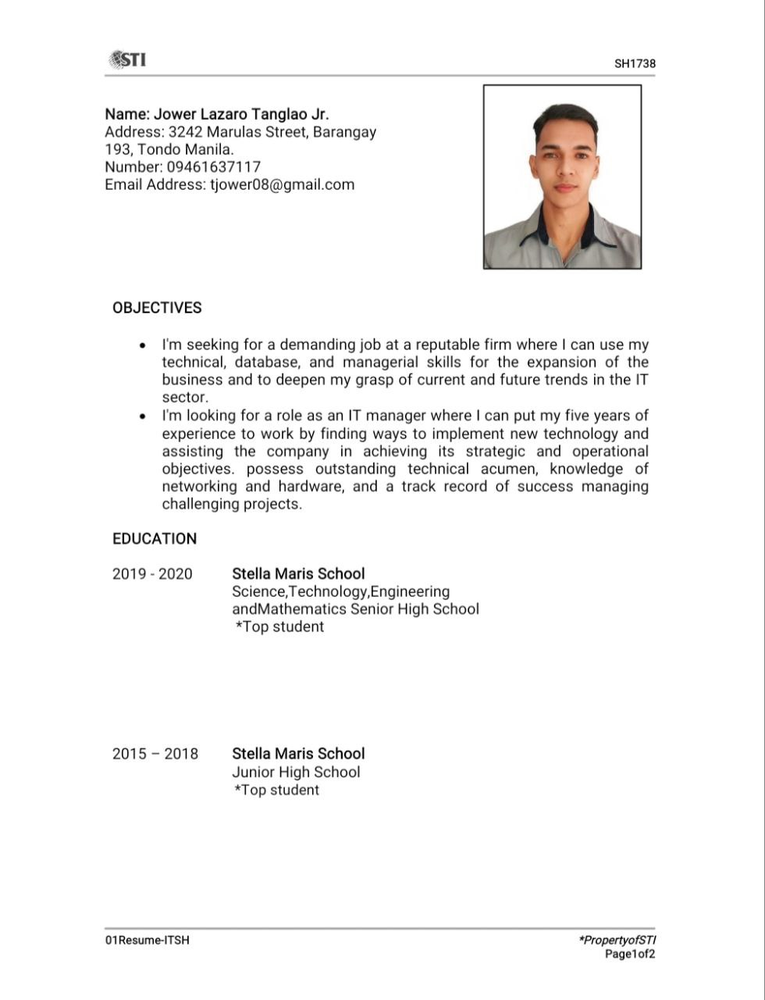 STI
SH1738
Name: Jower Lazaro Tanglao Jr.
Address: 3242 Marulas Street, Barangay
193, Tondo Manila.
Number: 09461637117
Email Address: tjower08@gmail.com
OBJECTIVES
• I'm seeking for a demanding job at a reputable firm where I can use my
technical, database, and managerial skills for the expansion of the
business and to deepen my grasp of current and future trends in the IT
sector.
• I'm looking for a role as an IT manager where I can put my five years of
experience to work by finding ways to implement new technology and
assisting the company in achieving its strategic and operational
objectives. possess outstanding technical acumen, knowledge of
networking and hardware, and a track record of success managing
challenging projects.
EDUCATION
2019 - 2020 Stella Maris School
Science,Technology,Engineering
andMathematics Senior High School
*Top student
2015 – 2018 Stella Maris School
Junior High School
*Top student
01Resume-ITSH *PropertyofSTI
Page1of2